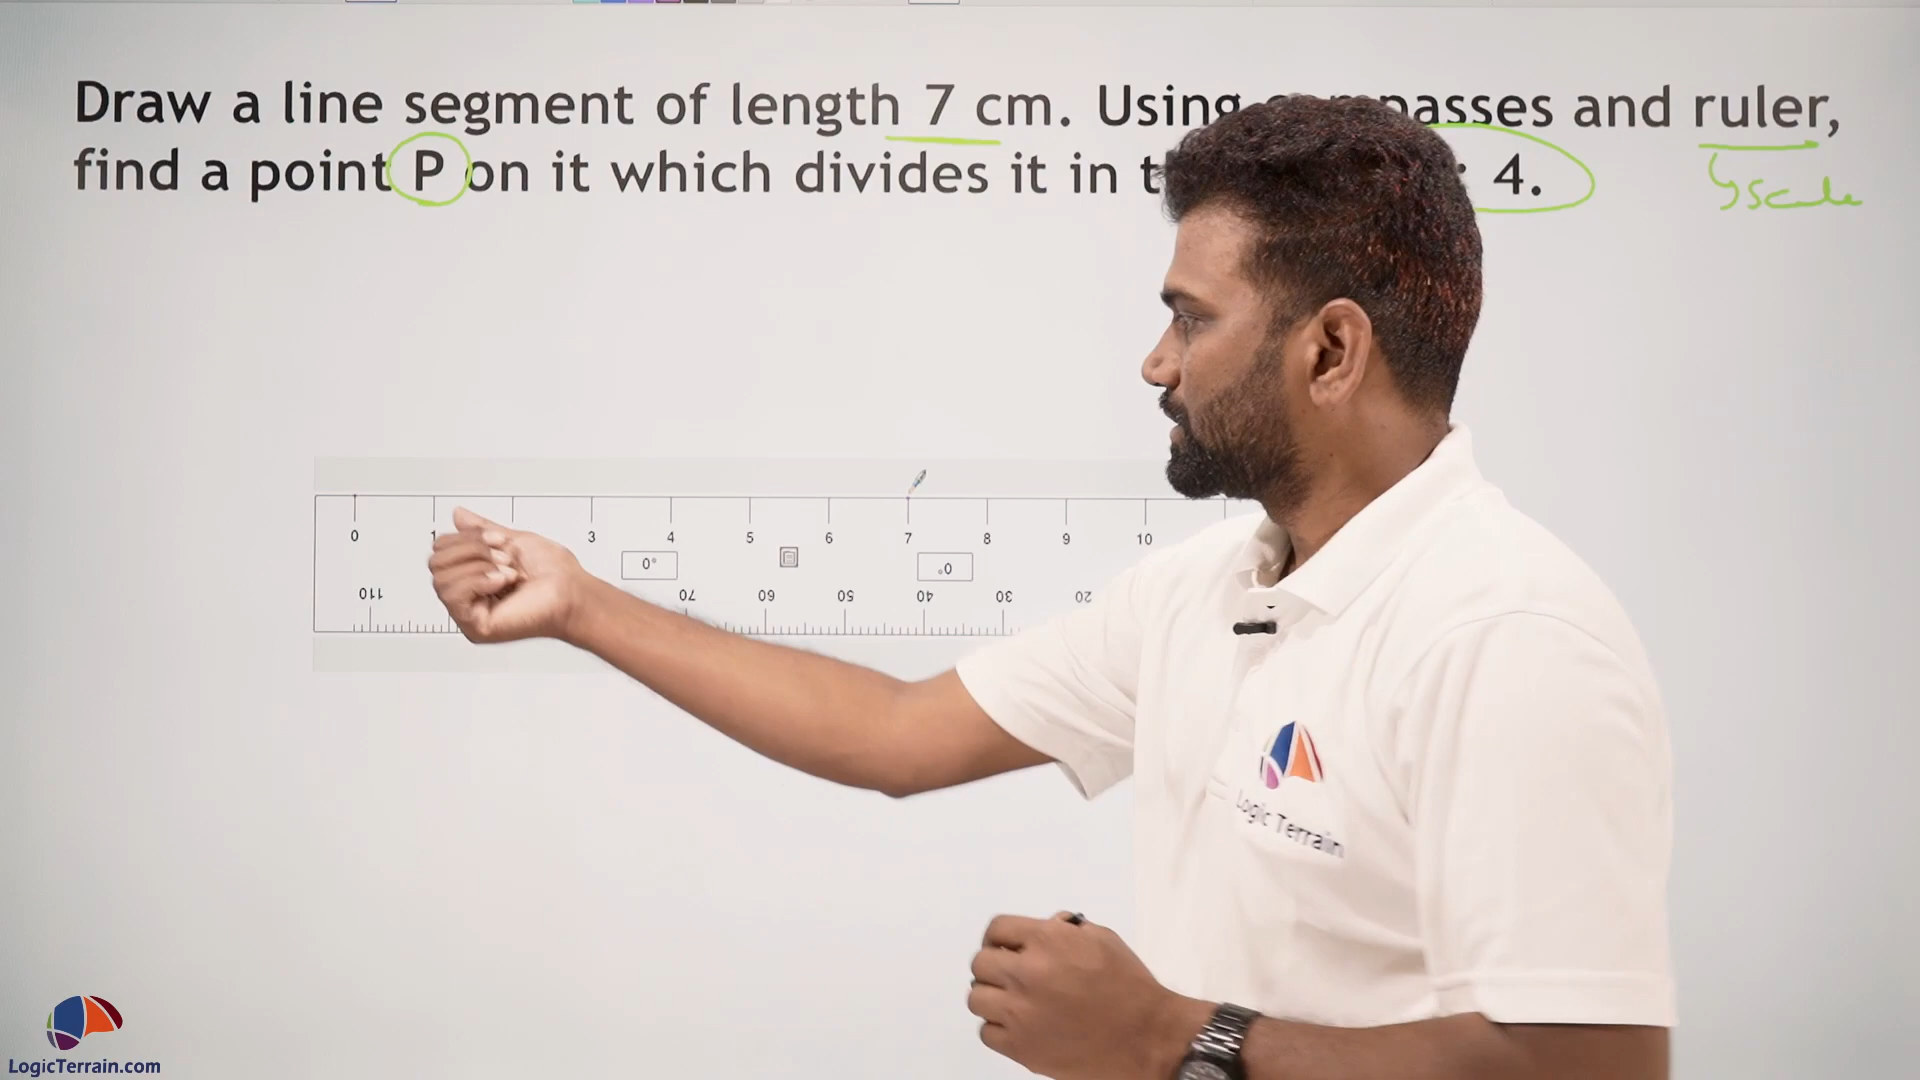 Draw a line segment of length 7 cm. Using compasses and ruler,
find a point P on it which divides it in 4.
scale
0 1 3 4 5 6 7 8 9 10
0° 0°
110 70 60 50 40 30 20
Logic Terrain
LogicTerrain.com